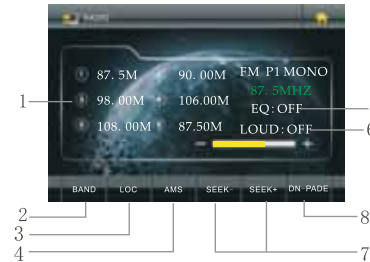 RADIO
87. 5M 90. 00M FM P1 MONO
87. 5MHZ
1 98. 00M 106.00M EQ:OFF
108. 00M 87.50M LOUD:OFF 6
BAND LOC AMS SEEK- SEEK+ DN-PADE
2
3
4
7
8